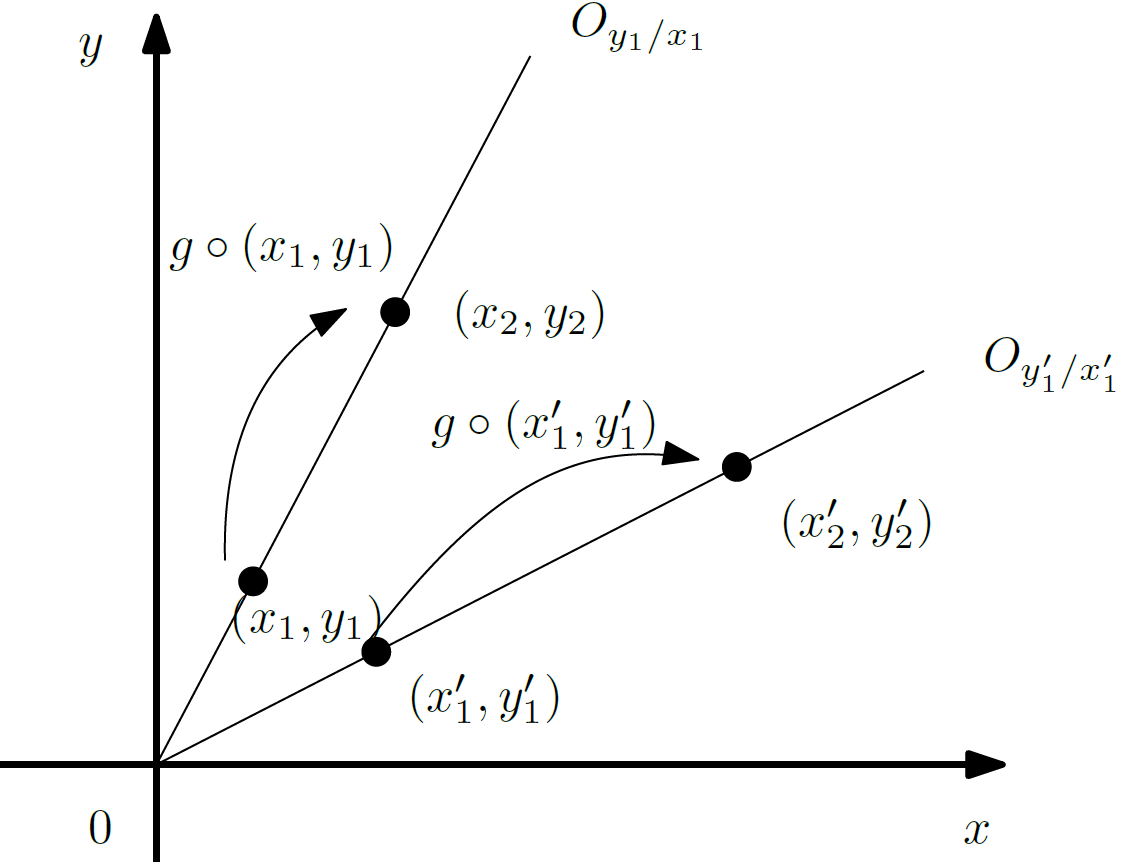 O_{y_1/x_1}
y
g ∘ (x_1, y_1)
(x_2, y_2)
O_{y'_1/x'_1}
g ∘ (x'_1, y'_1)
(x'_2, y'_2)
(x_1, y_1)
(x'_1, y'_1)
0
x